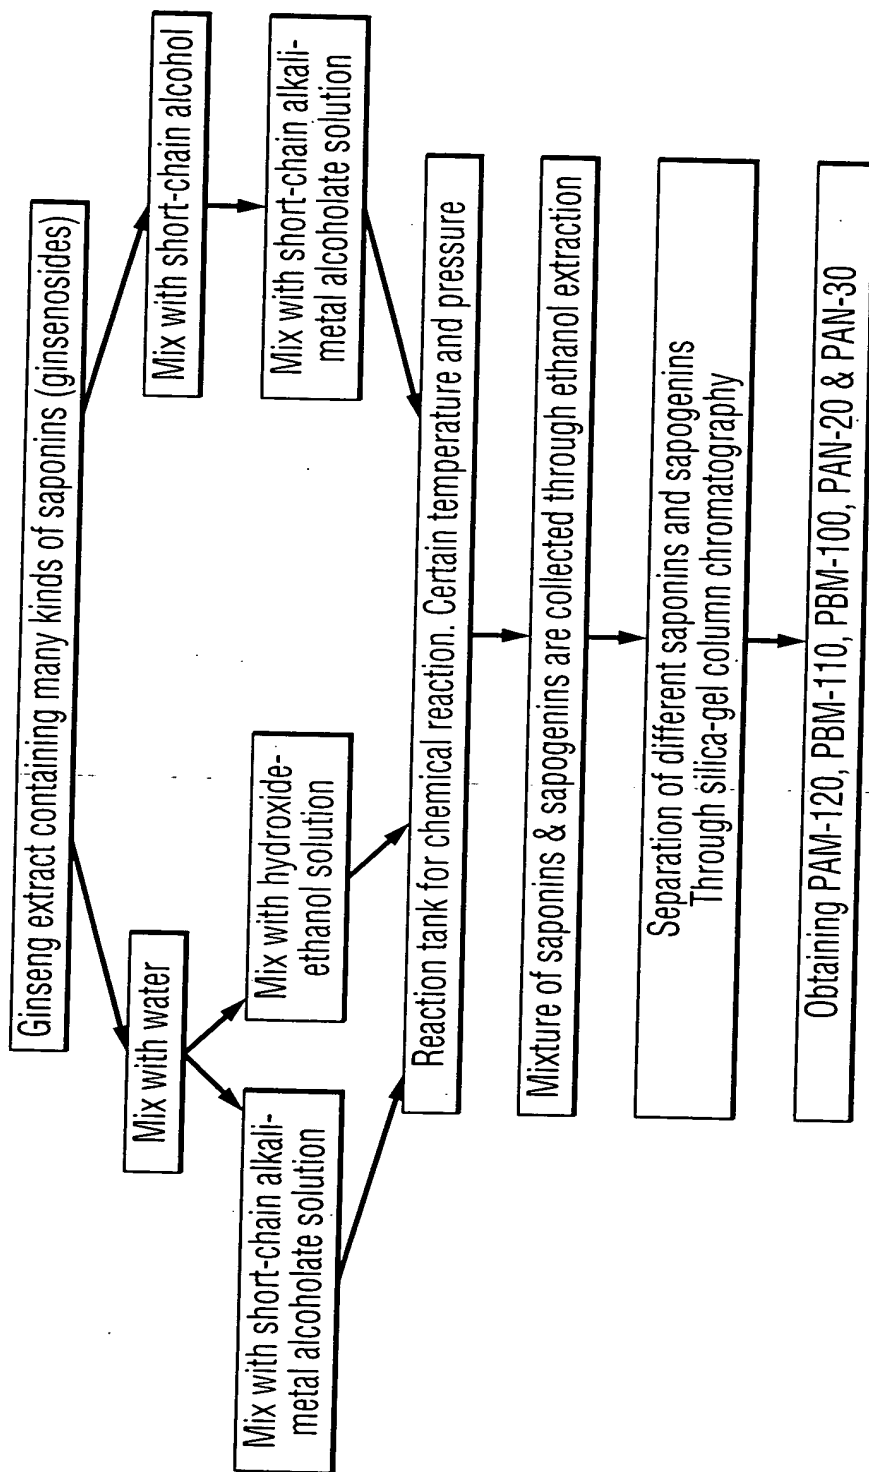 Ginseng extract containing many kinds of saponins (ginsenosides)
Mix with water
Mix with short-chain alcohol
Mix with short-chain alkali-
metal alcoholate solution
Mix with hydroxide-
ethanol solution
Mix with short-chain alkali-
metal alcoholate solution
Reaction tank for chemical reaction. Certain temperature and pressure
Mixture of saponins & sapogenins are collected through ethanol extraction
Separation of different saponins and sapogenins
Through silica-gel column chromatography
Obtaining PAM-120, PBM-110, PBM-100, PAN-20 & PAN-30